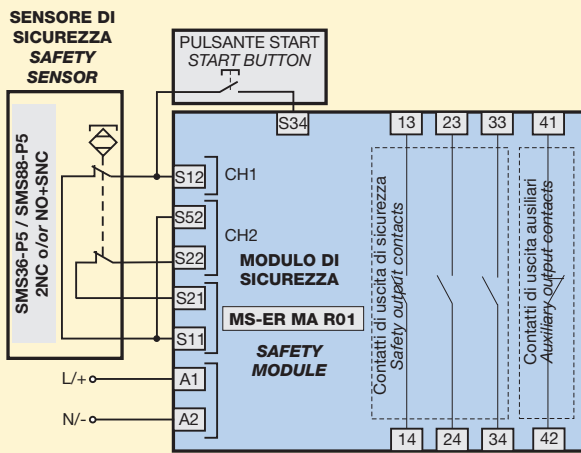 SENSORE DI
SICUREZZA
SAFETY
SENSOR
PULSANTE START
START BUTTON
SMS36-P5 / SMS88-P5
2NC o/or NO+SNC
S34
13
23
33
41
S12
CH1
S52
CH2
S22
S21
S11
MODULO DI
SICUREZZA
MS-ER MA R01
SAFETY
MODULE
Contatti di uscita di sicurezza
Safety output contacts
Contatti di uscita ausiliari
Auxiliary output contacts
L/+
A1
N/-
A2
14
24
34
42